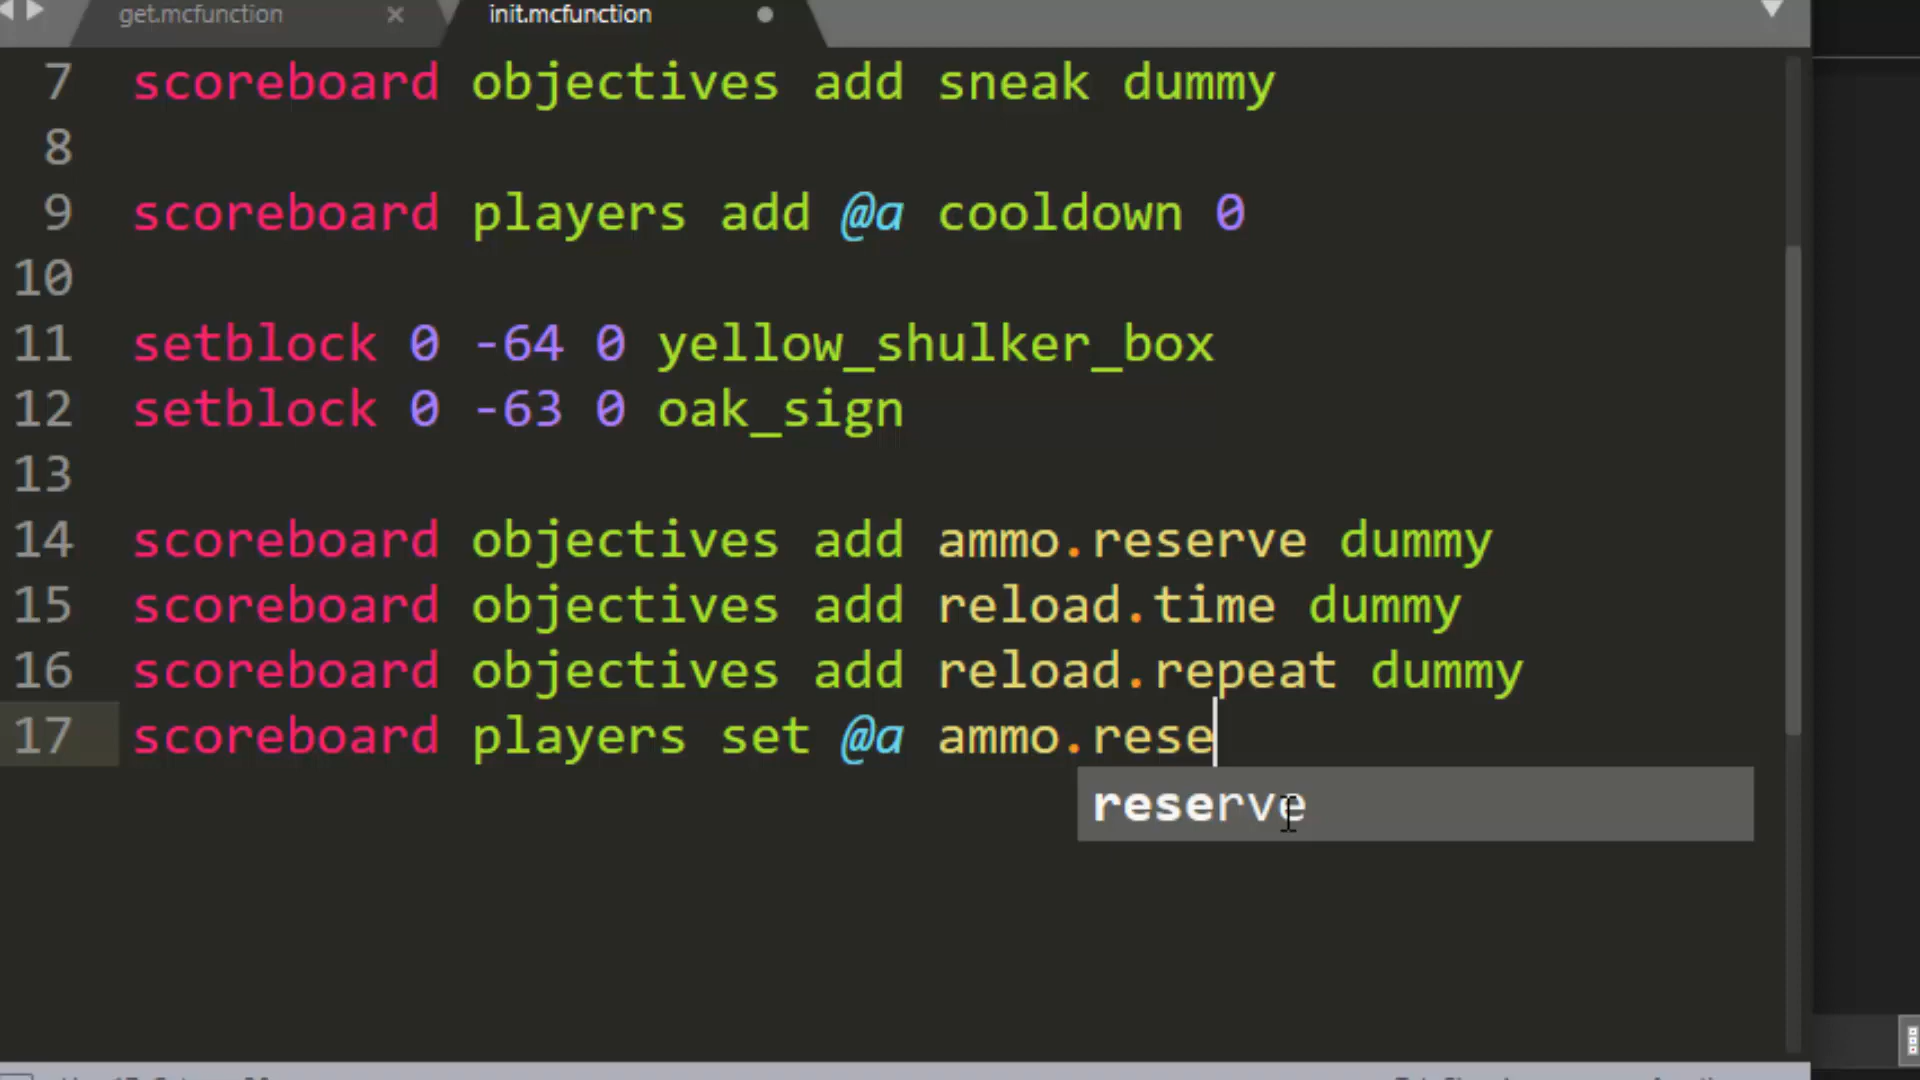 get.mcfunction ×
init.mcfunction
7 scoreboard objectives add sneak dummy
8
9 scoreboard players add @a cooldown 0
10
11 setblock 0 -64 0 yellow_shulker_box
12 setblock 0 -63 0 oak_sign
13
14 scoreboard objectives add ammo.reserve dummy
15 scoreboard objectives add reload.time dummy
16 scoreboard objectives add reload.repeat dummy
17 scoreboard players set @a ammo.rese
reserve